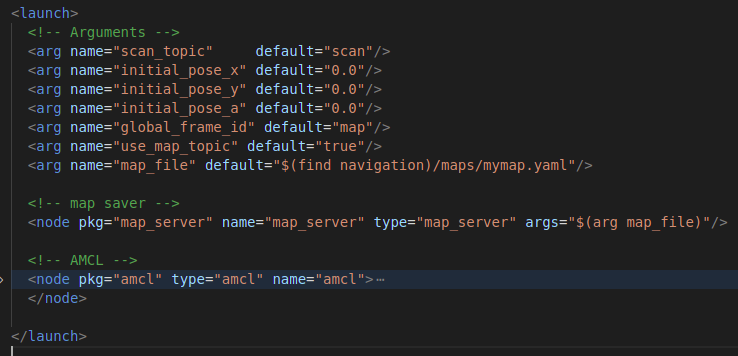 <launch>
  <!-- Arguments -->
  <arg name="scan_topic"     default="scan"/>
  <arg name="initial_pose_x" default="0.0"/>
  <arg name="initial_pose_y" default="0.0"/>
  <arg name="initial_pose_a" default="0.0"/>
  <arg name="global_frame_id" default="map"/>
  <arg name="use_map_topic" default="true"/>
  <arg name="map_file" default="$(find navigation)/maps/mymap.yaml"/>

  <!-- map saver -->
  <node pkg="map_server" name="map_server" type="map_server" args="$(arg map_file)"/>

  <!-- AMCL -->
  <node pkg="amcl" type="amcl" name="amcl">⋯
  </node>

</launch>